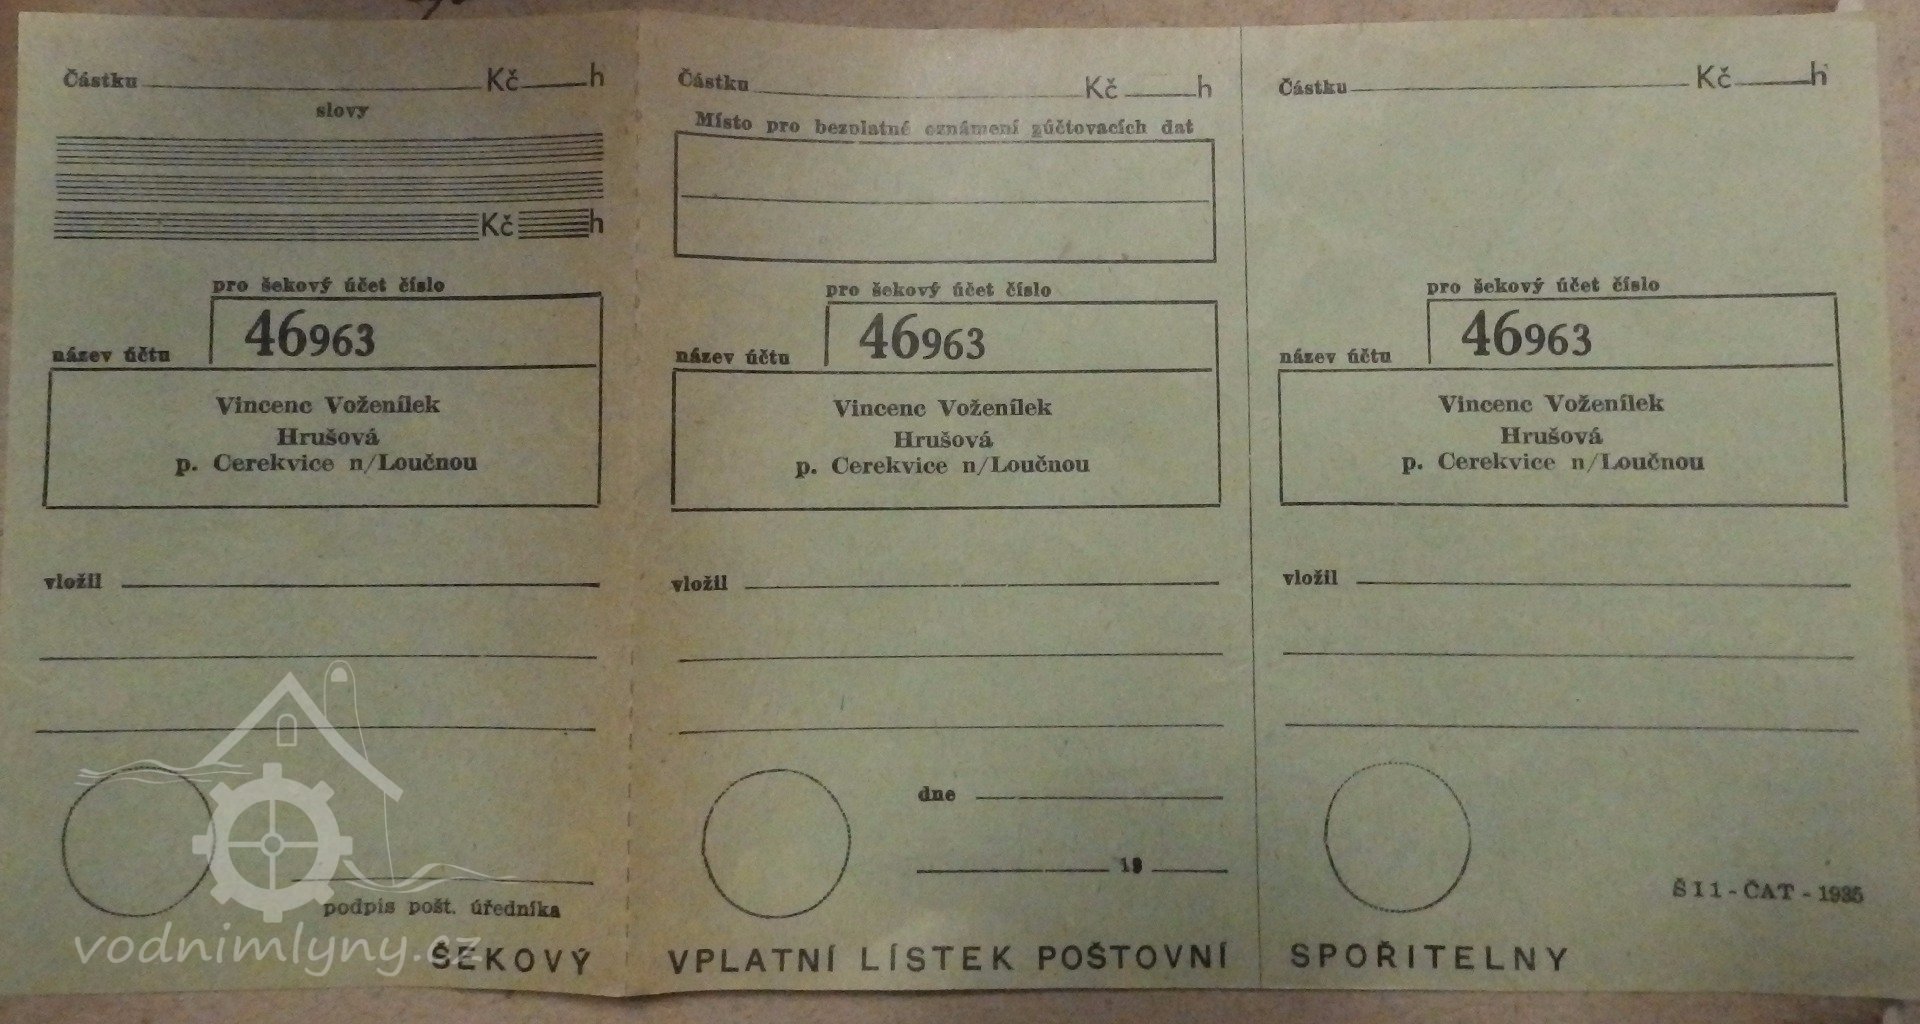 Částku Kč h
slovy
Kč h
pro šekový účet číslo
46963
název účtu
Vincenc Voženílek
Hrušová
p. Cerekvice n/Loučnou
vložil
podpis pošt. úředníka
Částku Kč h
Místo pro bezplatné oznámení zúčtovacích dat
pro šekový účet číslo
46963
název účtu
Vincenc Voženílek
Hrušová
p. Cerekvice n/Loučnou
vložil
dne
19
Částku Kč h
pro šekový účet číslo
46963
název účtu
Vincenc Voženílek
Hrušová
p. Cerekvice n/Loučnou
vložil
ŠI1-ČAT-1935
ŠEKOVÝ VPLATNÍ LÍSTEK POŠTOVNÍ SPOŘITELNY
vodnimlyny.cz